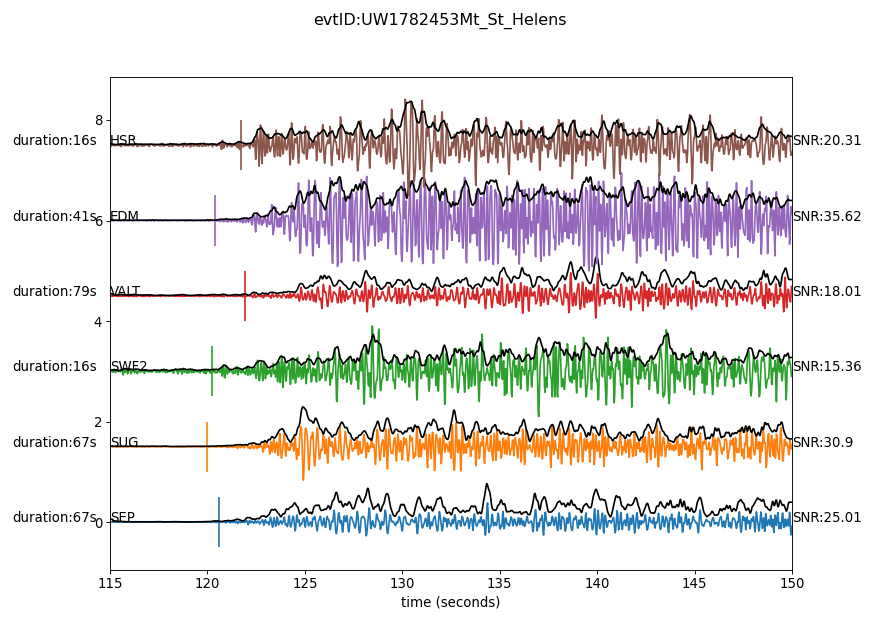 evtID:UW1782453Mt_St_Helens
8
duration:16s HSR SNR:20.31
duration:41s EDM SNR:35.62
6
duration:79s VALT SNR:18.01
4
duration:16s SWF2 SNR:15.36
2
duration:67s SUG SNR:30.9
duration:67s SEP SNR:25.01
0
115 120 125 130 135 140 145 150
time (seconds)